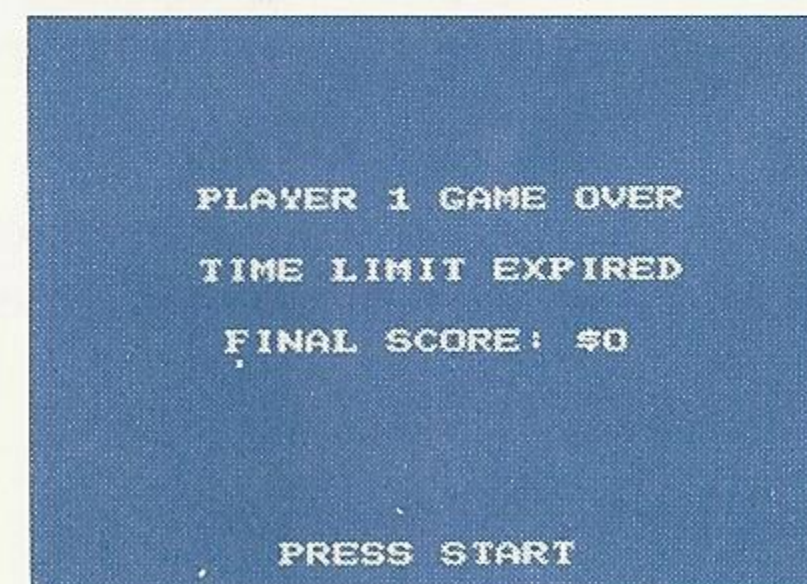 PLAYER 1 GAME OVER
TIME LIMIT EXPIRED
FINAL SCORE: $0
PRESS START